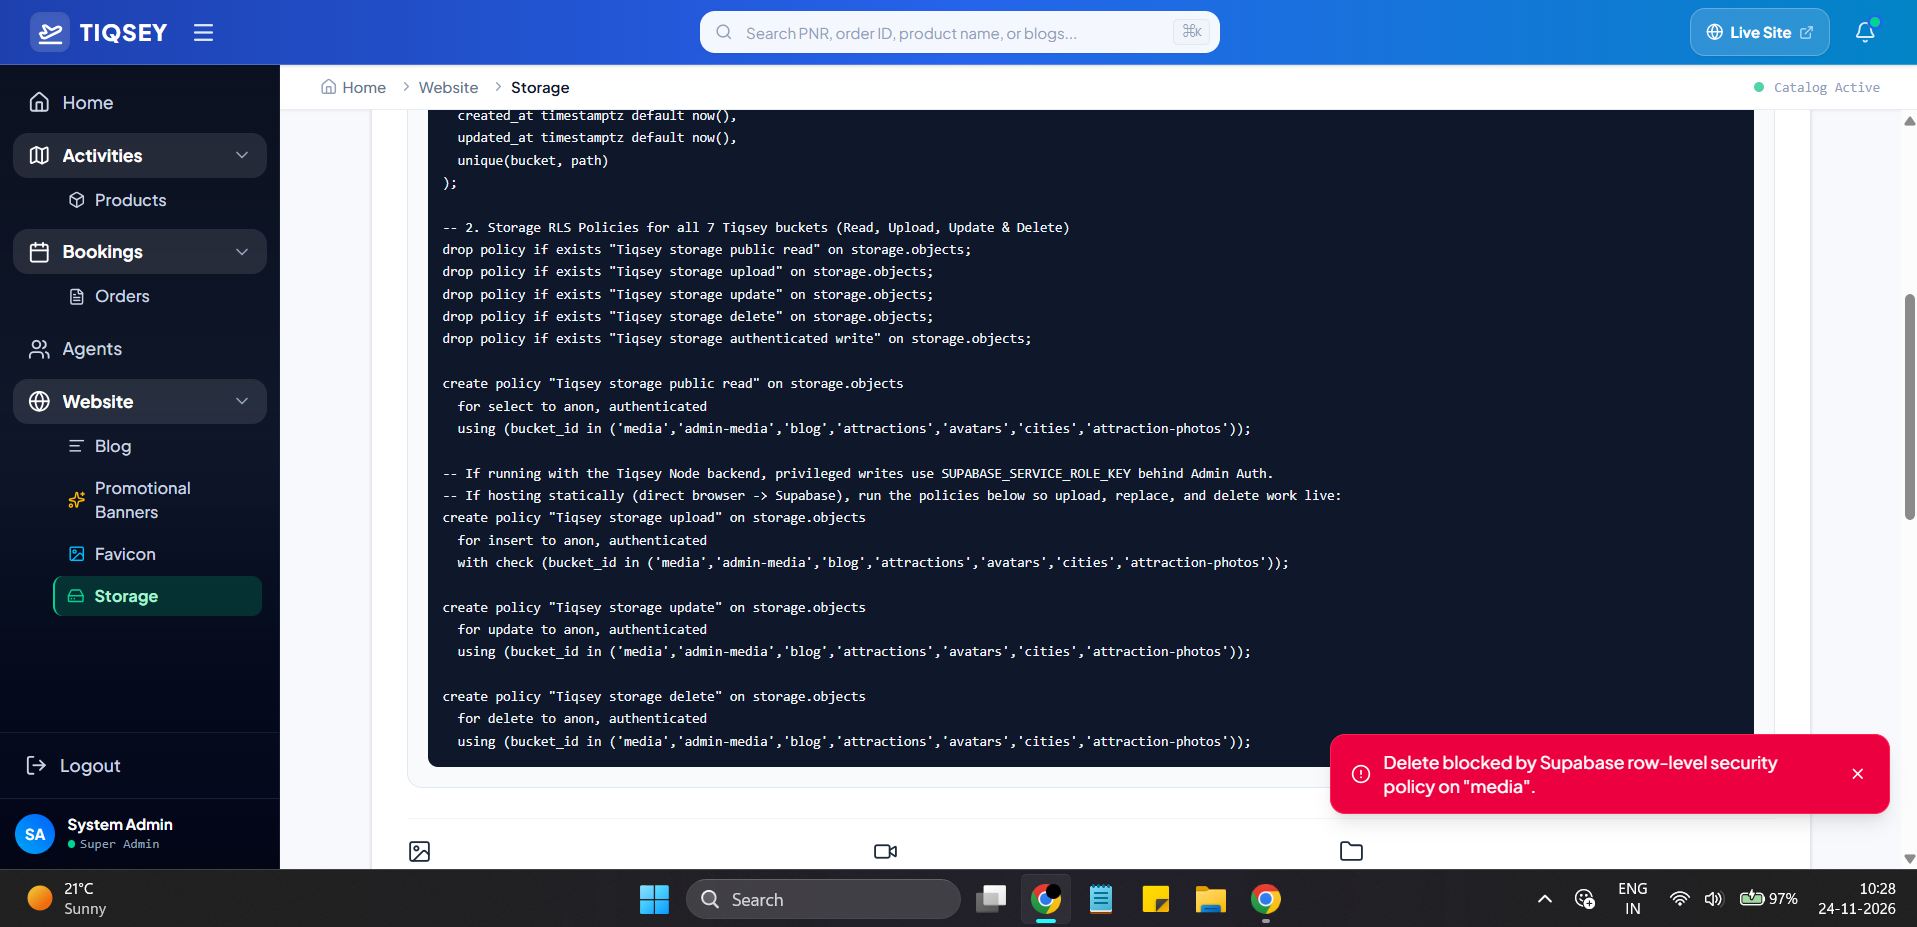 TIQSEY
Search PNR, order ID, product name, or blogs...
⌘K
Live Site
Home
Activities
Products
Bookings
Orders
Agents
Website
Blog
Promotional
Banners
Favicon
Storage
Logout
SA
System Admin
Super Admin
Home > Website > Storage
Catalog Active
created_at timestamptz default now(),
updated_at timestamptz default now(),
unique(bucket, path)
);
-- 2. Storage RLS Policies for all 7 Tiqsey buckets (Read, Upload, Update & Delete)
drop policy if exists "Tiqsey storage public read" on storage.objects;
drop policy if exists "Tiqsey storage upload" on storage.objects;
drop policy if exists "Tiqsey storage update" on storage.objects;
drop policy if exists "Tiqsey storage delete" on storage.objects;
drop policy if exists "Tiqsey storage authenticated write" on storage.objects;
create policy "Tiqsey storage public read" on storage.objects
for select to anon, authenticated
using (bucket_id in ('media','admin-media','blog','attractions','avatars','cities','attraction-photos'));
-- If running with the Tiqsey Node backend, privileged writes use SUPABASE_SERVICE_ROLE_KEY behind Admin Auth.
-- If hosting statically (direct browser -> Supabase), run the policies below so upload, replace, and delete work live:
create policy "Tiqsey storage upload" on storage.objects
for insert to anon, authenticated
with check (bucket_id in ('media','admin-media','blog','attractions','avatars','cities','attraction-photos'));
create policy "Tiqsey storage update" on storage.objects
for update to anon, authenticated
using (bucket_id in ('media','admin-media','blog','attractions','avatars','cities','attraction-photos'));
create policy "Tiqsey storage delete" on storage.objects
for delete to anon, authenticated
using (bucket_id in ('media','admin-media','blog','attractions','avatars','cities','attraction-photos'));
Delete blocked by Supabase row-level security
policy on "media".
21°C
Sunny
Search
ENG
IN
97%
10:28
24-11-2026